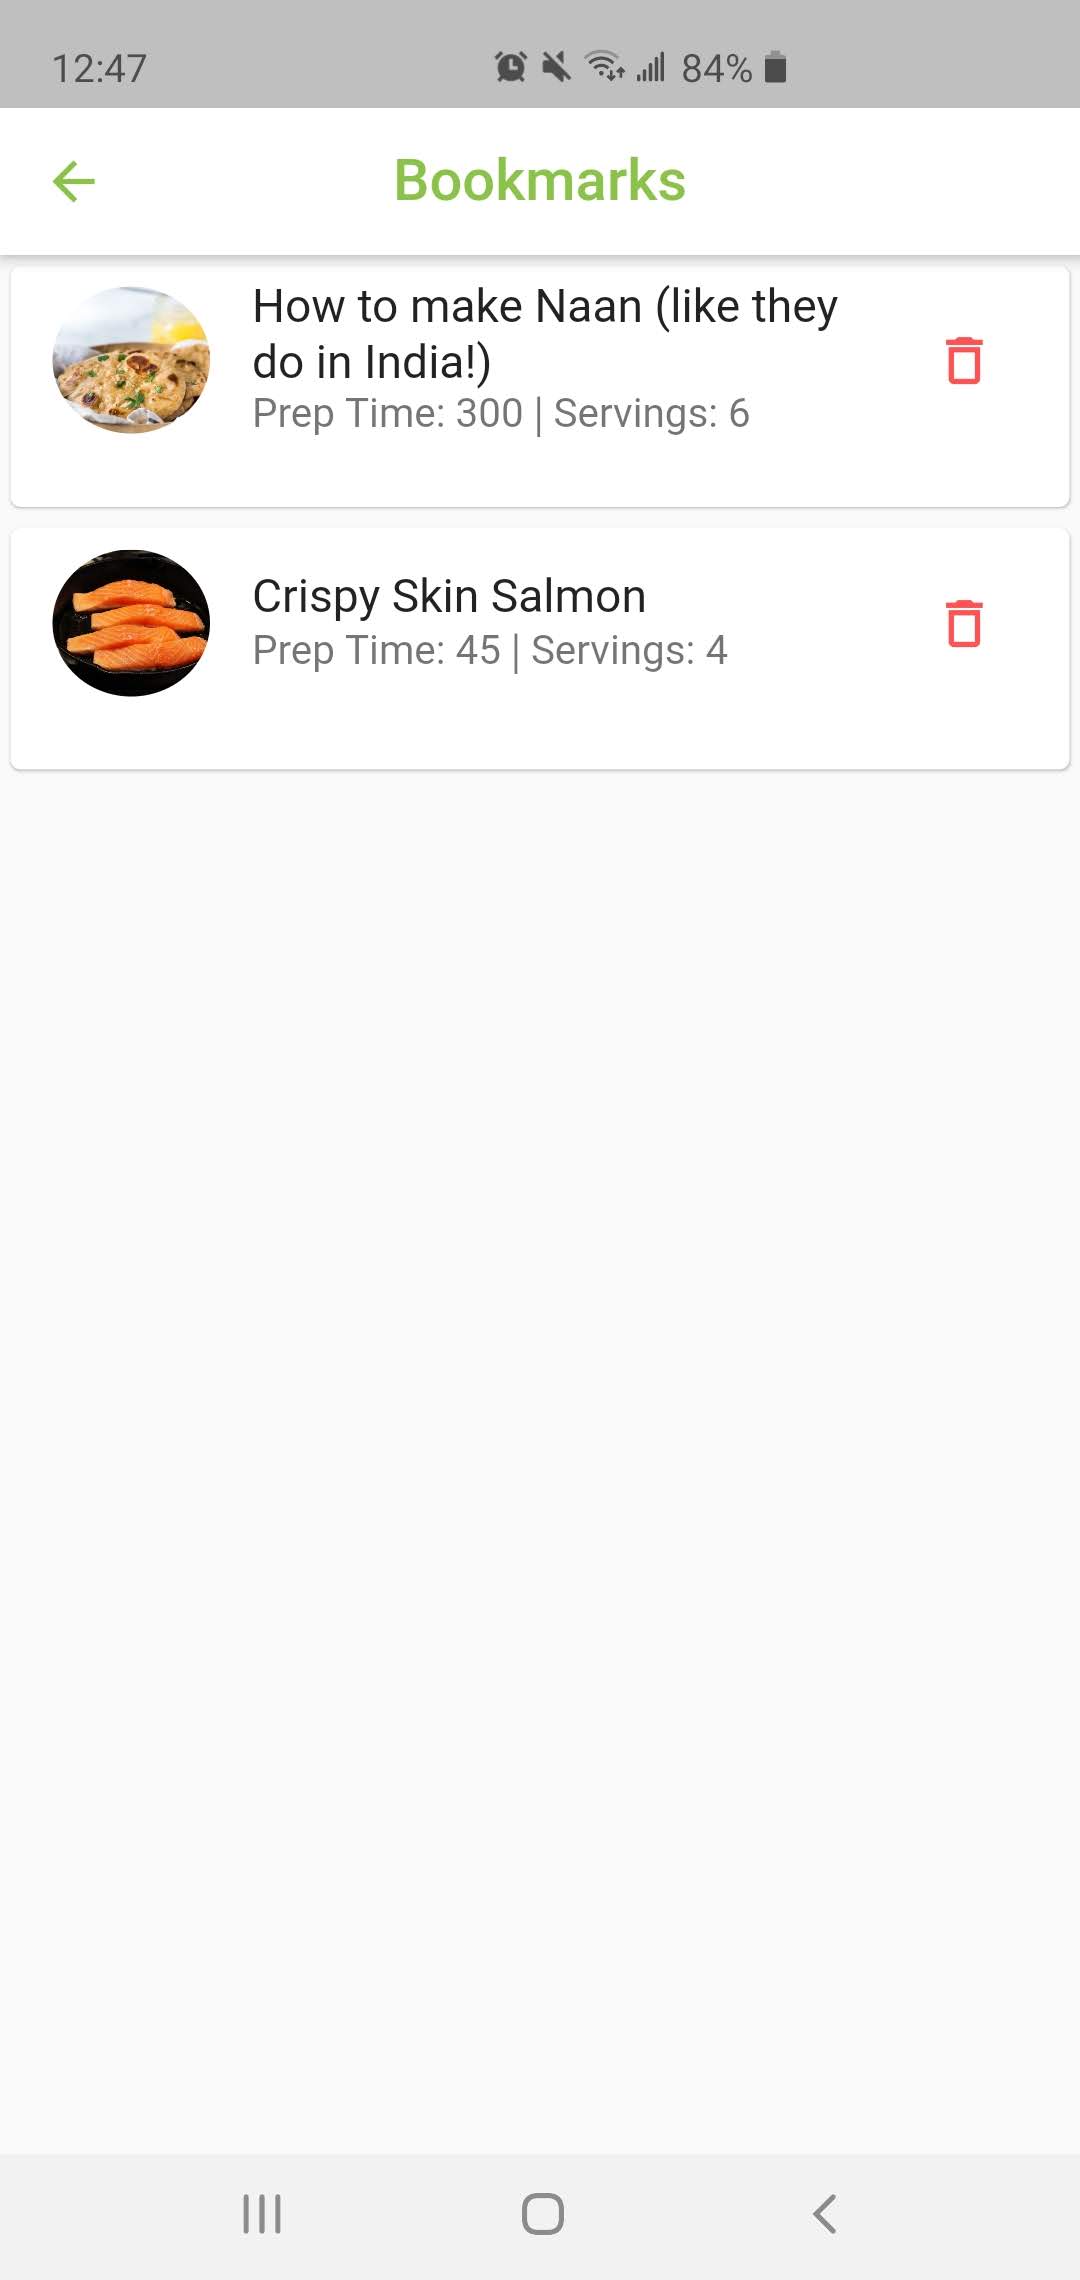 12:47
84%
Bookmarks
How to make Naan (like they
do in India!)
Prep Time: 300 | Servings: 6
Crispy Skin Salmon
Prep Time: 45 | Servings: 4